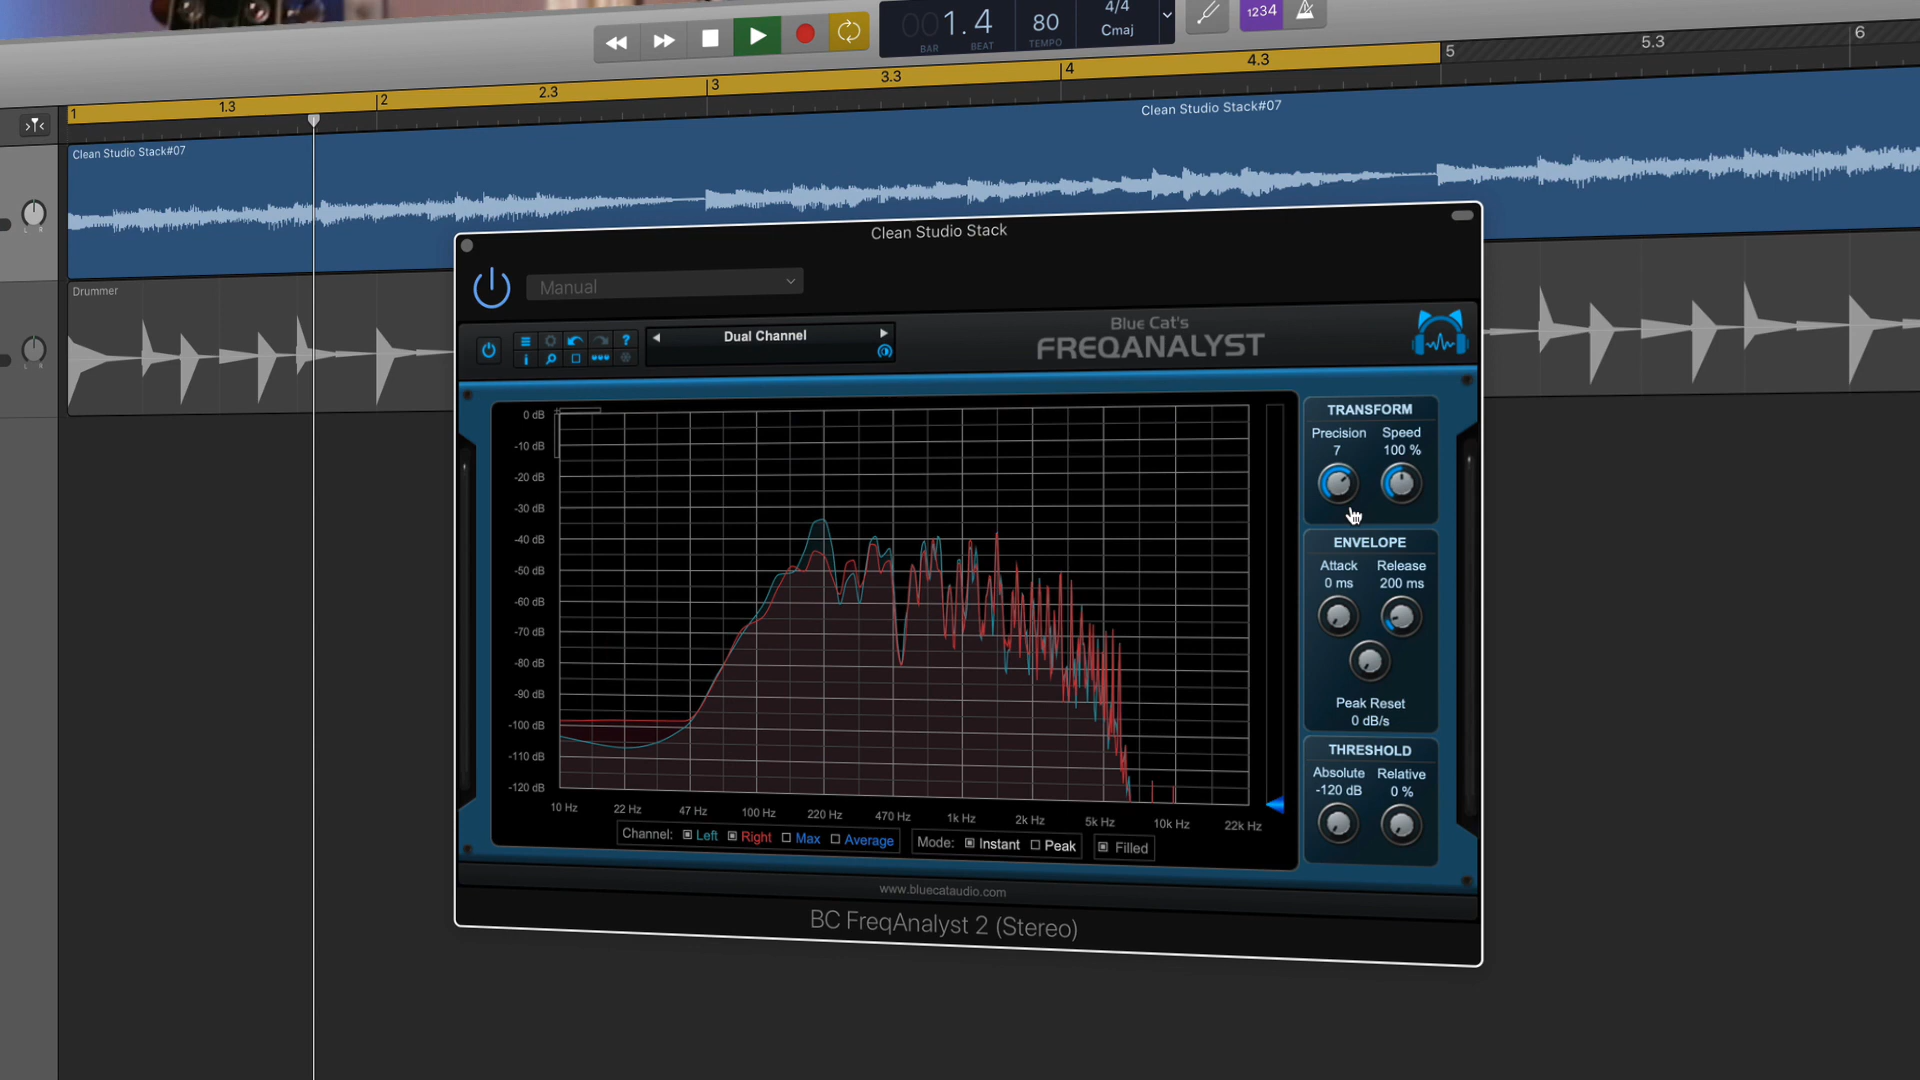 001.4
BAR BEAT
80
TEMPO
4/4
Cmaj
1234
1 1.3 2 2.3 3 3.3 4 4.3 5 5.3 6
Clean Studio Stack#07
Clean Studio Stack#07
L R
Drummer
L R
Clean Studio Stack
Manual
Dual Channel
Blue Cat's
FREQANALYST
0 dB
-10 dB
-20 dB
-30 dB
-40 dB
-50 dB
-60 dB
-70 dB
-80 dB
-90 dB
-100 dB
-110 dB
-120 dB
10 Hz 22 Hz 47 Hz 100 Hz 220 Hz 470 Hz 1k Hz 2k Hz 5k Hz 10k Hz 22k Hz
Channel: Left Right Max Average Mode: Instant Peak Filled
TRANSFORM
Precision Speed
7 100 %
ENVELOPE
Attack Release
0 ms 200 ms
Peak Reset
0 dB/s
THRESHOLD
Absolute Relative
-120 dB 0 %
www.bluecataudio.com
BC FreqAnalyst 2 (Stereo)